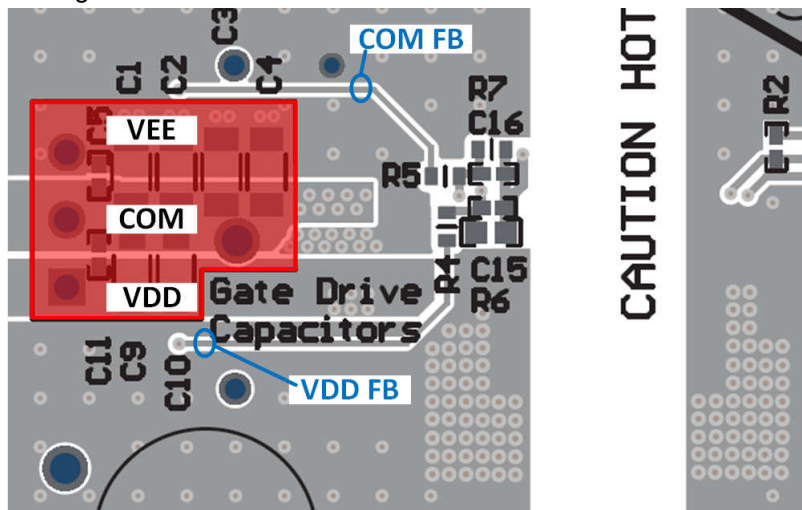 COM FB
C3
C1
C2
C4
R7
C16
C5
VEE
R5
COM
VDD
Gate Drive
Capacitors
R4
C15
R6
C11
C9
C10
VDD FB
CAUTION HOT
R2